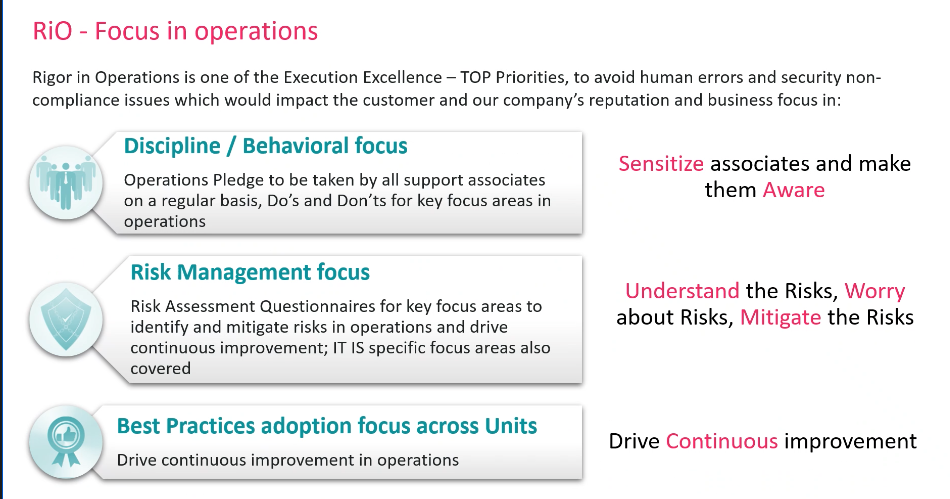 RiO - Focus in operations
Rigor in Operations is one of the Execution Excellence – TOP Priorities, to avoid human errors and security non-
compliance issues which would impact the customer and our company's reputation and business focus in:
Discipline / Behavioral focus
Operations Pledge to be taken by all support associates
on a regular basis, Do's and Don'ts for key focus areas in
operations
Sensitize associates and make
them Aware
Risk Management focus
Risk Assessment Questionnaires for key focus areas to
identify and mitigate risks in operations and drive
continuous improvement; IT IS specific focus areas also
covered
Understand the Risks, Worry
about Risks, Mitigate the Risks
Best Practices adoption focus across Units
Drive continuous improvement in operations
Drive Continuous improvement